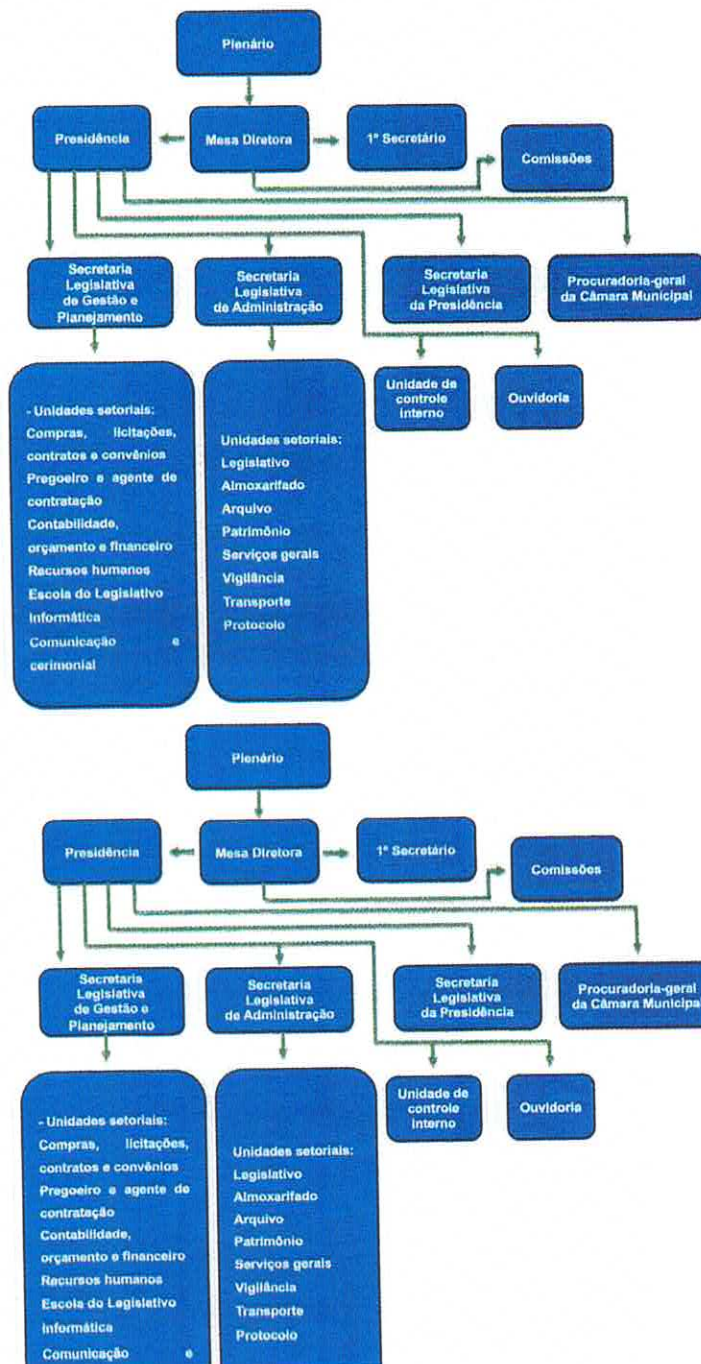 Plenário
Presidência
Mesa Diretora
1º Secretário
Comissões
Secretaria
Legislativa
de Gestão e
Planejamento
Secretaria
Legislativa
de Administração
Secretaria
Legislativa
da Presidência
Procuradoria-geral
da Câmara Municipal
- Unidades setoriais:
Compras, licitações,
contratos e convênios
Pregoeiro e agente de
contratação
Contabilidade,
orçamento e financeiro
Recursos humanos
Escola do Legislativo
Informática
Comunicação e
cerimonial
Unidades setoriais:
Legislativo
Almoxarifado
Arquivo
Patrimônio
Serviços gerais
Vigilância
Transporte
Protocolo
Unidade de
controle
interno
Ouvidoria
Plenário
Presidência
Mesa Diretora
1º Secretário
Comissões
Secretaria
Legislativa
de Gestão e
Planejamento
Secretaria
Legislativa
de Administração
Secretaria
Legislativa
da Presidência
Procuradoria-geral
da Câmara Municipal
- Unidades setoriais:
Compras, licitações,
contratos e convênios
Pregoeiro e agente de
contratação
Contabilidade,
orçamento e financeiro
Recursos humanos
Escola do Legislativo
Informática
Comunicação e
Unidades setoriais:
Legislativo
Almoxarifado
Arquivo
Patrimônio
Serviços gerais
Vigilância
Transporte
Protocolo
Unidade de
controle
interno
Ouvidoria